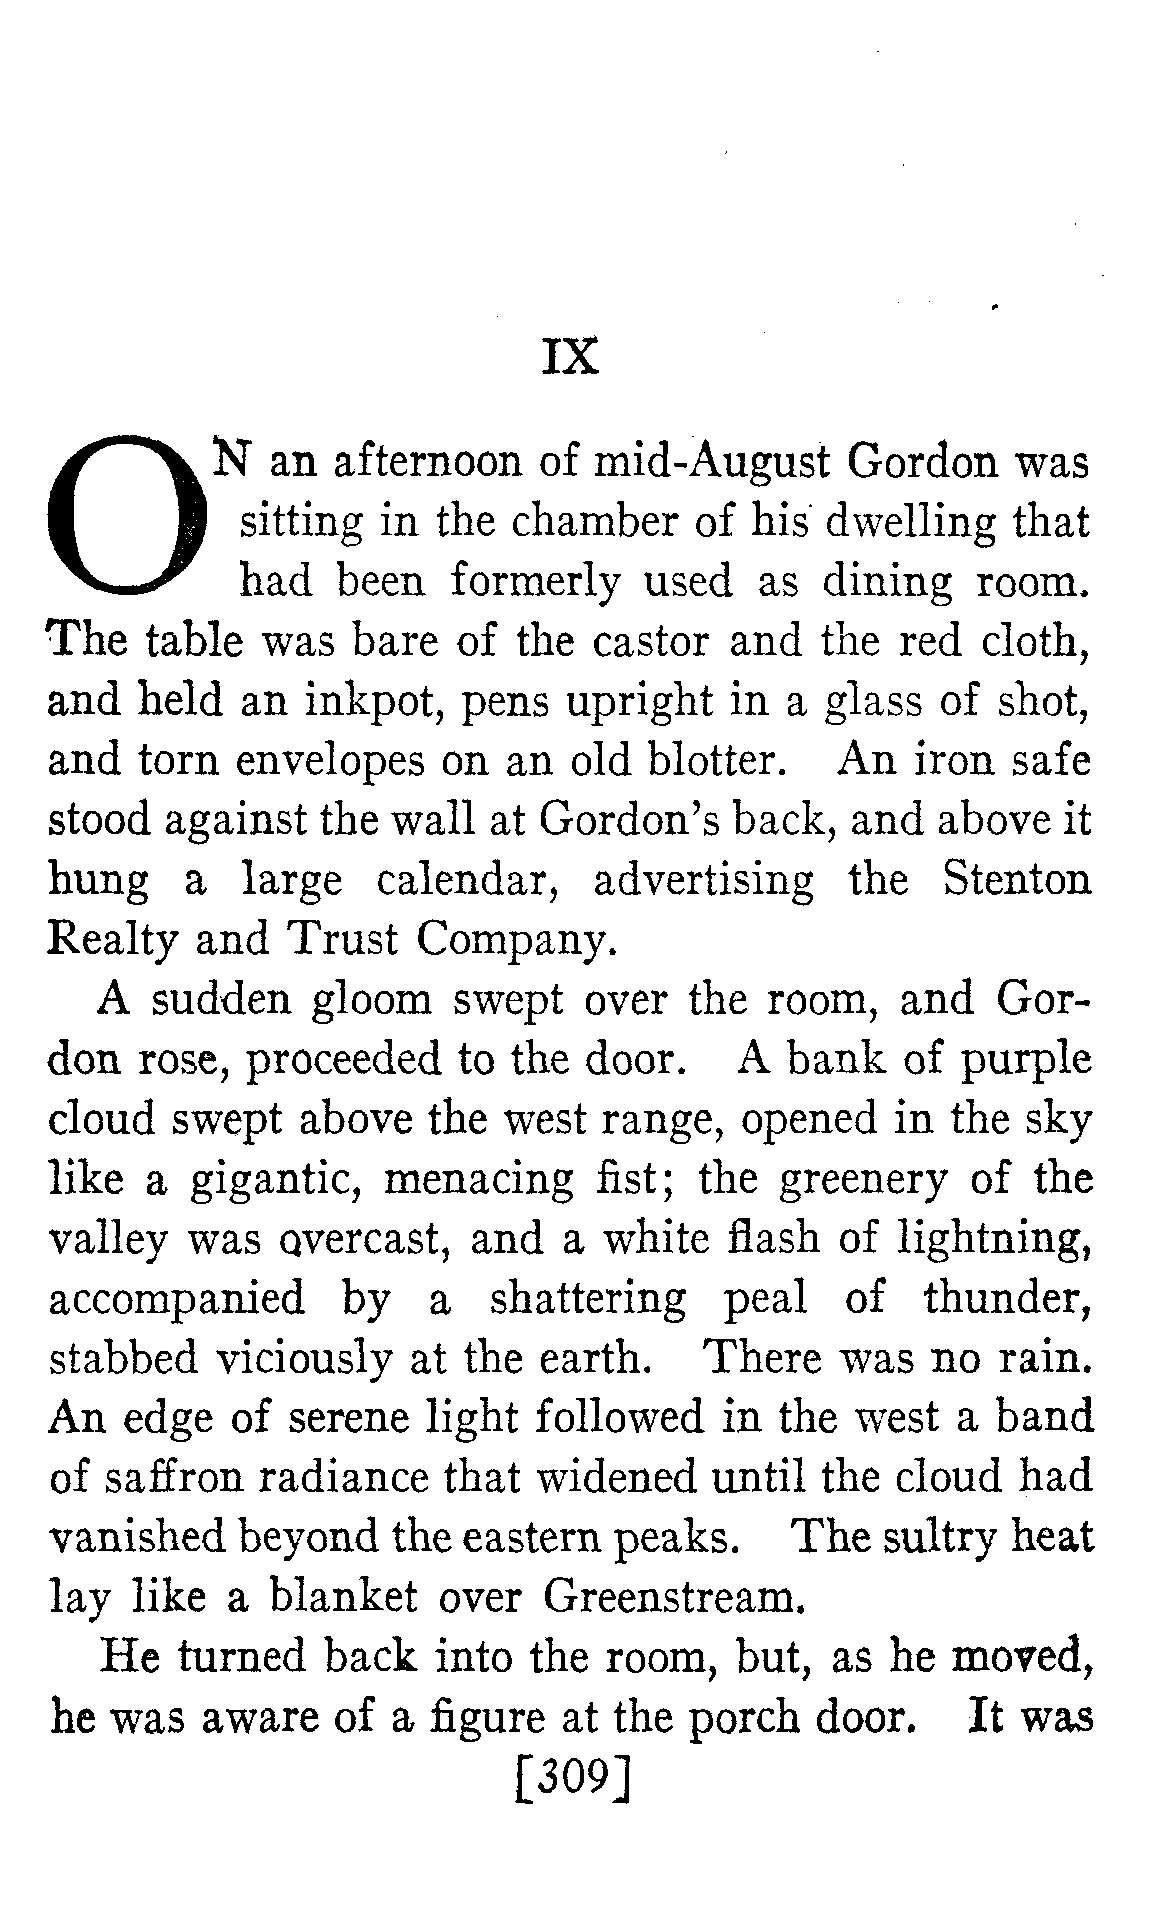 IX
ON an afternoon of mid-August Gordon was
sitting in the chamber of his dwelling that
had been formerly used as dining room.
The table was bare of the castor and the red cloth,
and held an inkpot, pens upright in a glass of shot,
and torn envelopes on an old blotter. An iron safe
stood against the wall at Gordon's back, and above it
hung a large calendar, advertising the Stenton
Realty and Trust Company.
A sudden gloom swept over the room, and Gor-
don rose, proceeded to the door. A bank of purple
cloud swept above the west range, opened in the sky
like a gigantic, menacing fist; the greenery of the
valley was overcast, and a white flash of lightning,
accompanied by a shattering peal of thunder,
stabbed viciously at the earth. There was no rain.
An edge of serene light followed in the west a band
of saffron radiance that widened until the cloud had
vanished beyond the eastern peaks. The sultry heat
lay like a blanket over Greenstream.
He turned back into the room, but, as he moved,
he was aware of a figure at the porch door. It was
[309]